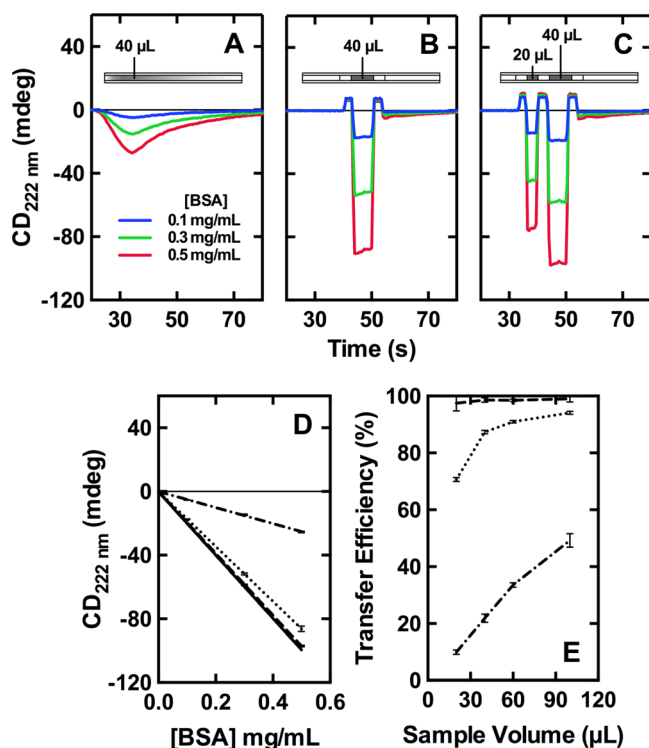 40 µL
A
40 µL
B
20 µL
40 µL
C
CD222 nm (mdeg)
40
0
-40
-80
-120
[BSA]
0.1 mg/mL
0.3 mg/mL
0.5 mg/mL
30 50 70
30 50 70
30 50 70
Time (s)
D
CD222 nm (mdeg)
40
0
-40
-80
-120
0.0 0.2 0.4 0.6
[BSA] mg/mL
E
Transfer Efficiency (%)
100
80
60
40
20
0
0 30 60 90 120
Sample Volume (µL)